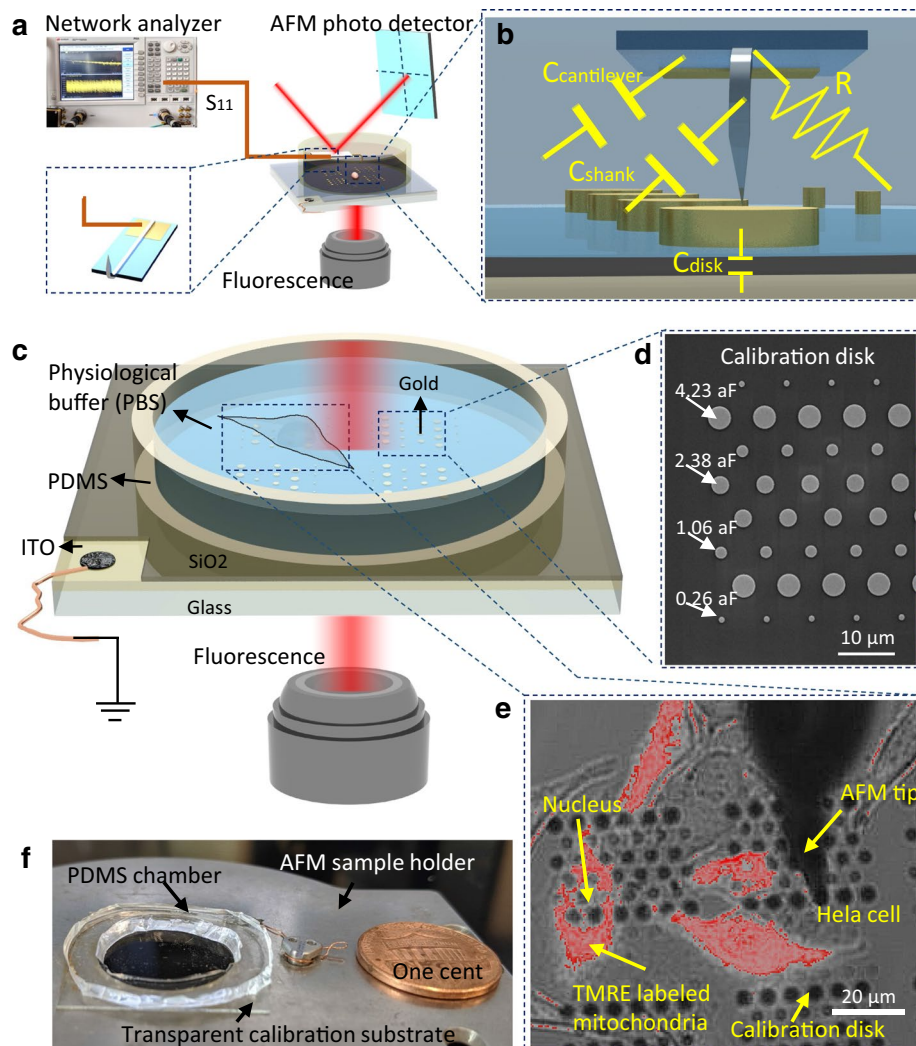 a
Network analyzer
AFM photo detector
S11
Fluorescence
b
Ccantilever
R
Cshank
Cdisk
c
Physiological
buffer (PBS)
Gold
PDMS
ITO
SiO2
Glass
Fluorescence
d
Calibration disk
4.23 aF
2.38 aF
1.06 aF
0.26 aF
10 μm
e
Nucleus
AFM tip
Hela cell
TMRE labeled
mitochondria
20 μm
Calibration disk
f
PDMS chamber
AFM sample holder
One cent
Transparent calibration substrate